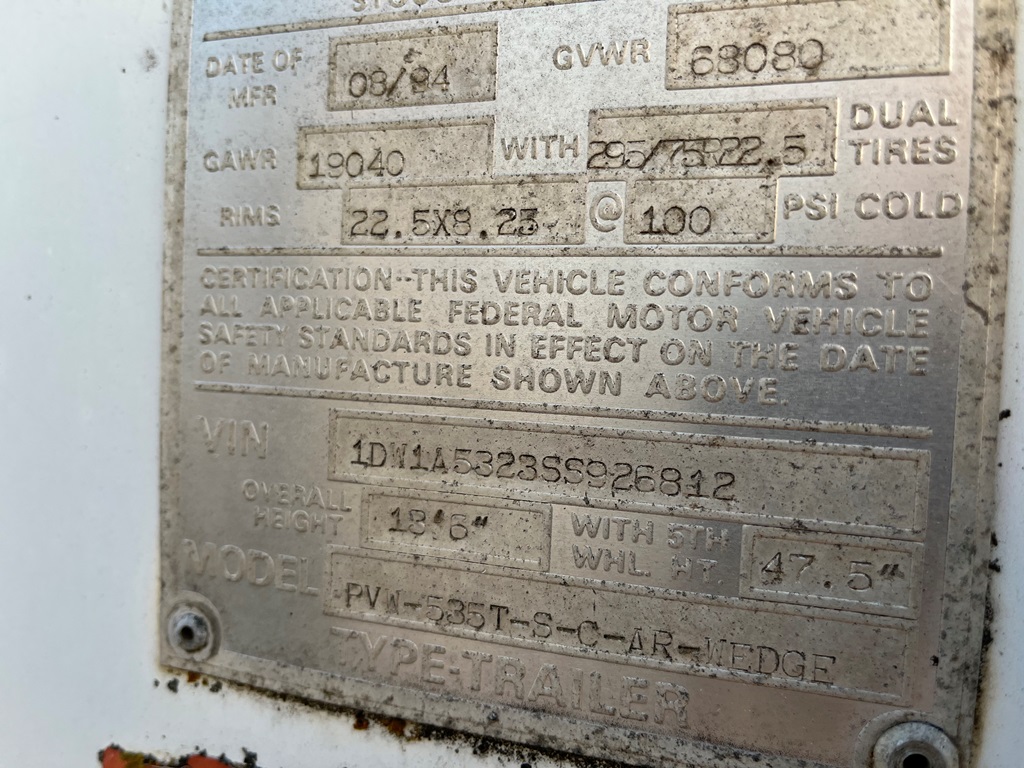 DATE OF MFR 08/94 GVWR 68080
GAWR 19040 WITH 295/75R22.5 DUAL TIRES
RIMS 22.5X8.25 @ 100 PSI COLD
CERTIFICATION--THIS VEHICLE CONFORMS TO
ALL APPLICABLE FEDERAL MOTOR VEHICLE
SAFETY STANDARDS IN EFFECT ON THE DATE
OF MANUFACTURE SHOWN ABOVE.
VIN 1DW1A5323SS926812
OVERALL HEIGHT 13'6" WITH 5TH WHL. HT. 47.5"
MODEL PVW-535T-S-C-AR-WEDGE
TYPE-TRAILER